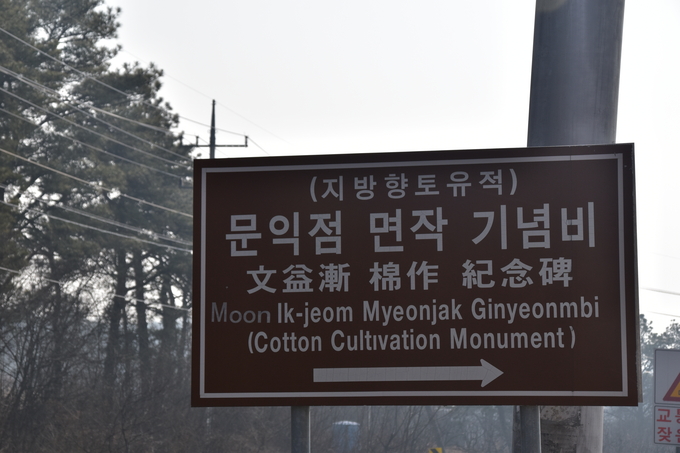 (지방향토유적)
문익점 면작 기념비
文益漸 棉作 紀念碑
Moon Ik-jeom Myeonjak Ginyeonmbi
(Cotton Cultivation Monument)